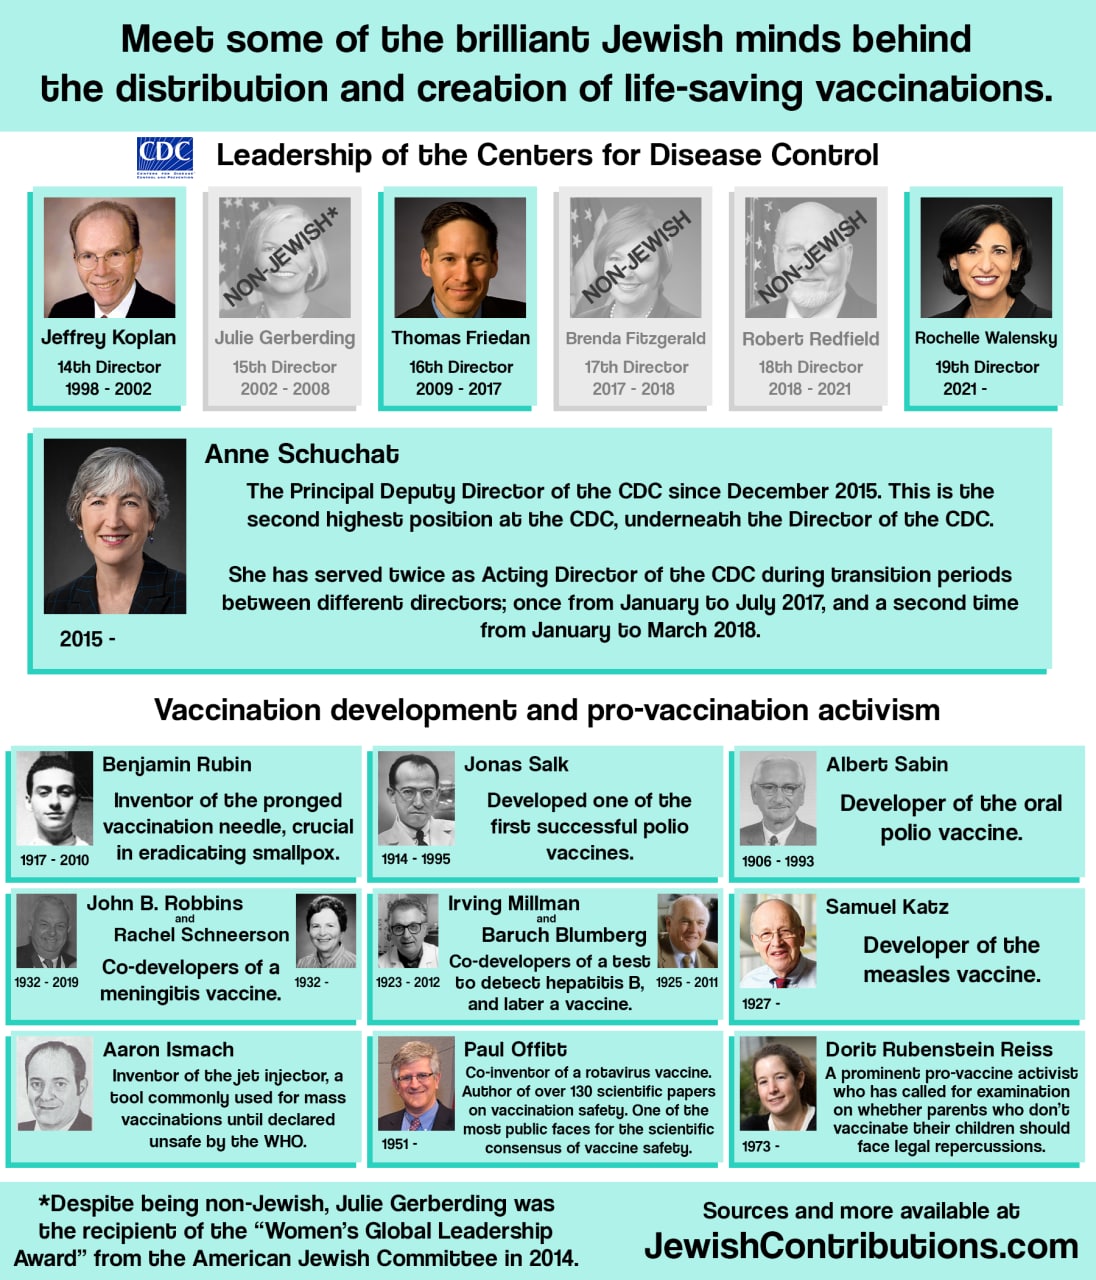 Meet some of the brilliant Jewish minds behind
the distribution and creation of life-saving vaccinations.
CDC
CENTERS FOR DISEASE
CONTROL AND PREVENTION
Leadership of the Centers for Disease Control
Jeffrey Koplan
14th Director
1998 - 2002
NON-JEWISH*
Julie Gerberding
15th Director
2002 - 2008
Thomas Friedan
16th Director
2009 - 2017
NON-JEWISH
Brenda Fitzgerald
17th Director
2017 - 2018
NON-JEWISH
Robert Redfield
18th Director
2018 - 2021
Rochelle Walensky
19th Director
2021 -
Anne Schuchat
The Principal Deputy Director of the CDC since December 2015. This is the
second highest position at the CDC, underneath the Director of the CDC.
She has served twice as Acting Director of the CDC during transition periods
between different directors; once from January to July 2017, and a second time
from January to March 2018.
2015 -
Vaccination development and pro-vaccination activism
Benjamin Rubin
Inventor of the pronged
vaccination needle, crucial
in eradicating smallpox.
1917 - 2010
Jonas Salk
Developed one of the
first successful polio
vaccines.
1914 - 1995
Albert Sabin
Developer of the oral
polio vaccine.
1906 - 1993
John B. Robbins
and
Rachel Schneerson
Co-developers of a
meningitis vaccine.
1932 - 2019
1932 -
Irving Millman
and
Baruch Blumberg
Co-developers of a test
to detect hepatitis B,
and later a vaccine.
1923 - 2012
1925 - 2011
Samuel Katz
Developer of the
measles vaccine.
1927 -
Aaron Ismach
Inventor of the jet injector, a
tool commonly used for mass
vaccinations until declared
unsafe by the WHO.
Paul Offitt
Co-inventor of a rotavirus vaccine.
Author of over 130 scientific papers
on vaccination safety. One of the
most public faces for the scientific
consensus of vaccine safety.
1951 -
Dorit Rubenstein Reiss
A prominent pro-vaccine activist
who has called for examination
on whether parents who don't
vaccinate their children should
face legal repercussions.
1973 -
*Despite being non-Jewish, Julie Gerberding was
the recipient of the "Women's Global Leadership
Award" from the American Jewish Committee in 2014.
Sources and more available at
JewishContributions.com